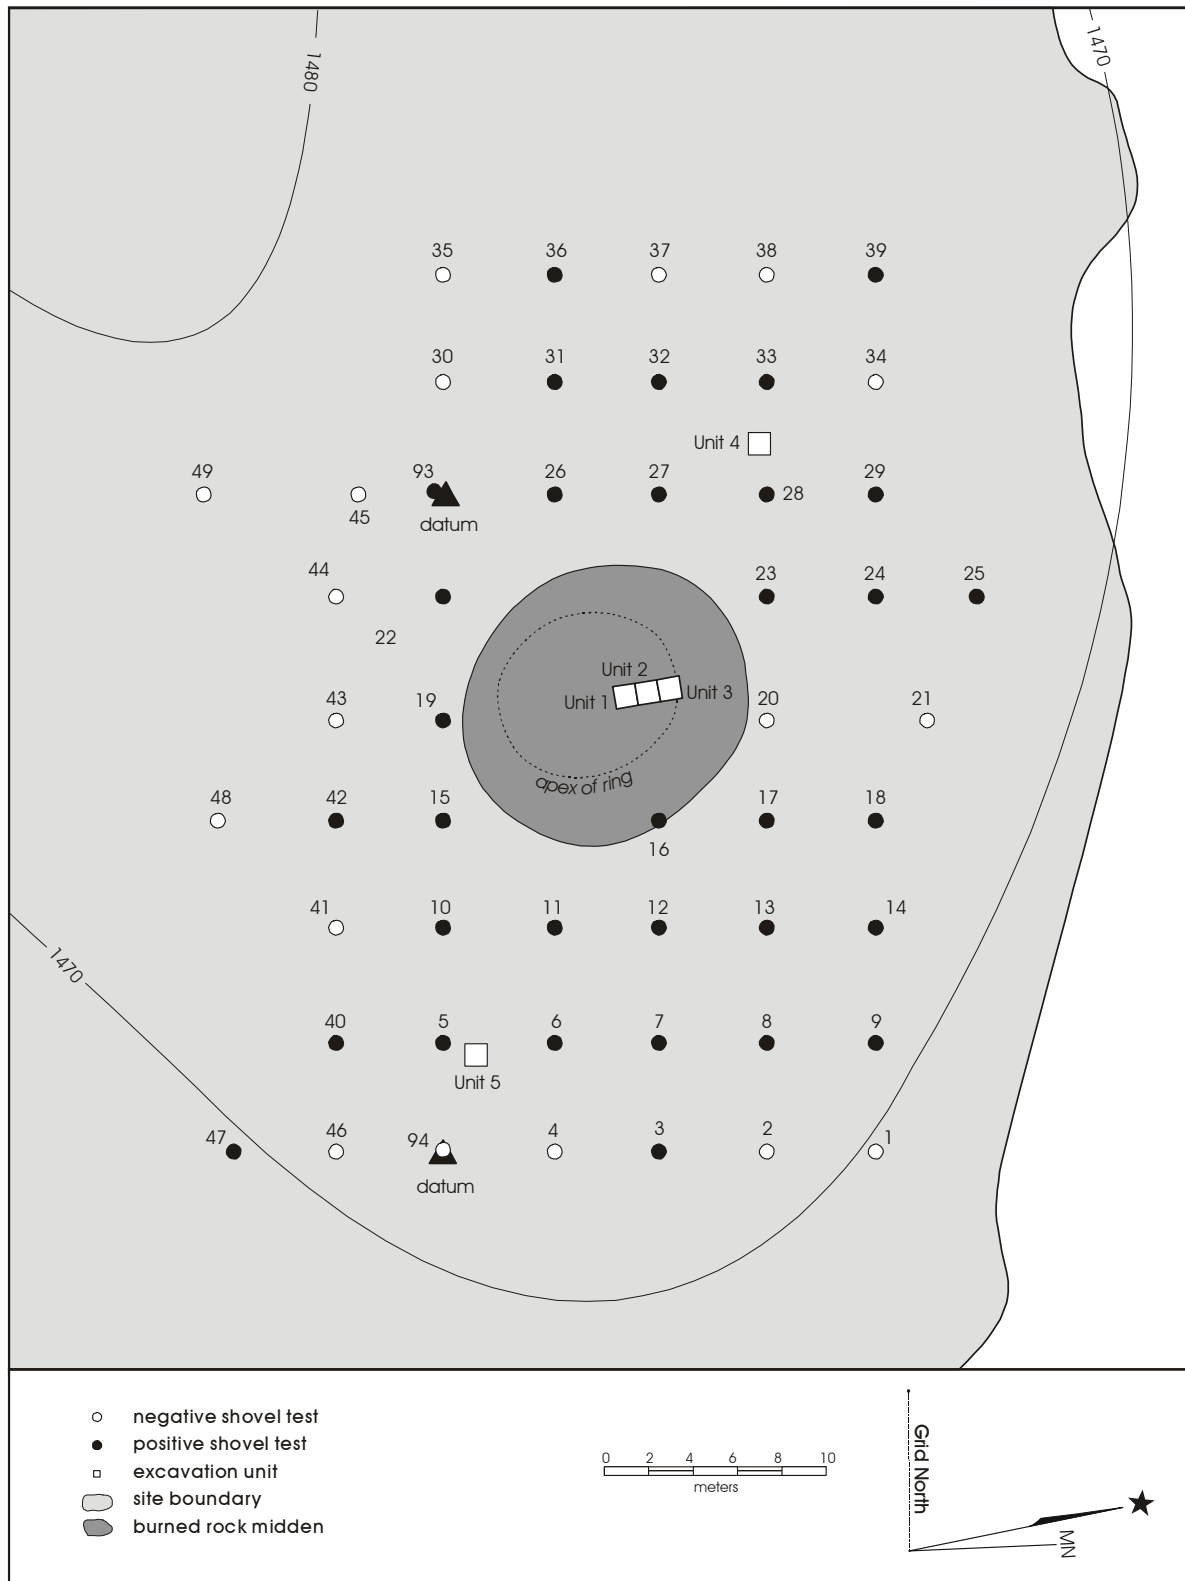 1480
1470
35 36 37 38 39
30 31 32 33 34
Unit 4
49 93 26 27 28 29
45
datum
44 23 24 25
22
Unit 2
Unit 1 Unit 3
43 19 20 21
apex of ring
48 42 15 17 18
16
41 10 11 12 13 14
1470
40 5 6 7 8 9
Unit 5
47 46 94 4 3 2 1
datum
negative shovel test
positive shovel test
excavation unit
site boundary
burned rock midden
0 2 4 6 8 10
meters
Grid North
MN